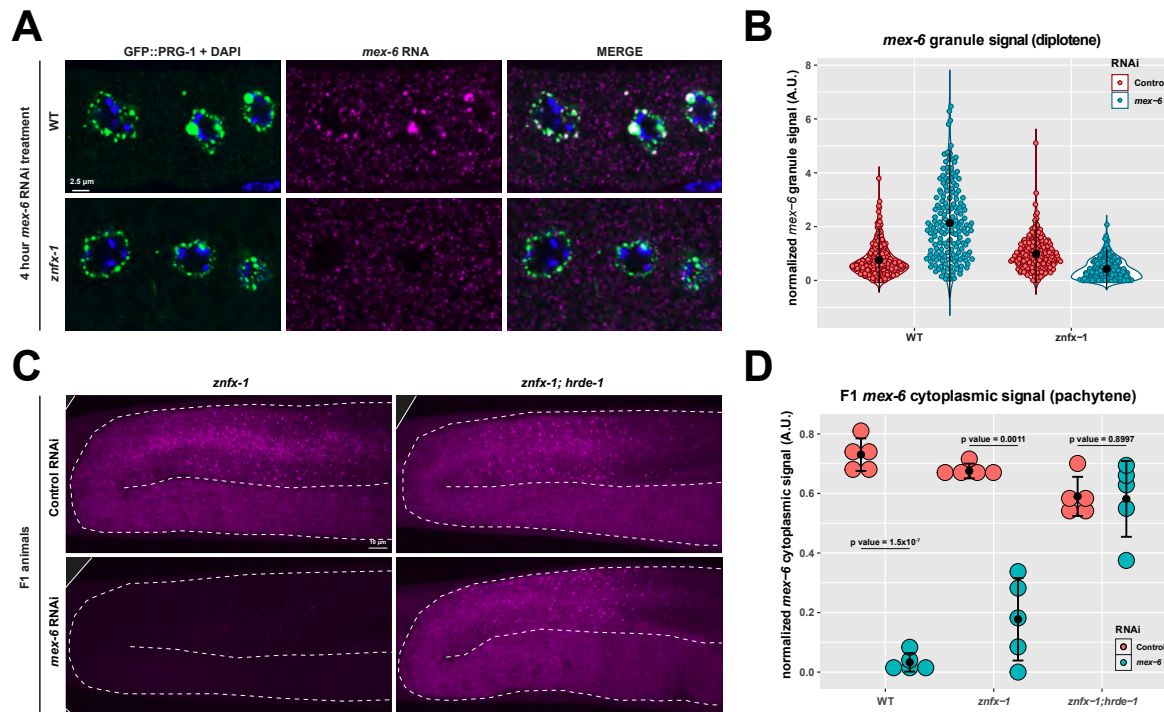 A
GFP::PRG-1 + DAPI
mex-6 RNA
MERGE
4 hour mex-6 RNAi treatment
WT
znfx-1
2.5 µm
B
mex-6 granule signal (diplotene)
normalized mex−6 granule signal (A.U.)
8
6
4
2
0
WT
znfx−1
RNAi
Control
mex−6
C
znfx-1
znfx-1; hrde-1
F1 animals
Control RNAi
mex-6 RNAi
10 µm
D
F1 mex-6 cytoplasmic signal (pachytene)
normalized mex−6 cytoplasmic signal (A.U.)
0.8
0.6
0.4
0.2
0.0
p value = 1.5x10⁻⁷
p value = 0.0011
p value = 0.8997
WT
znfx-1
znfx−1;hrde-1
RNAi
Control
mex−6